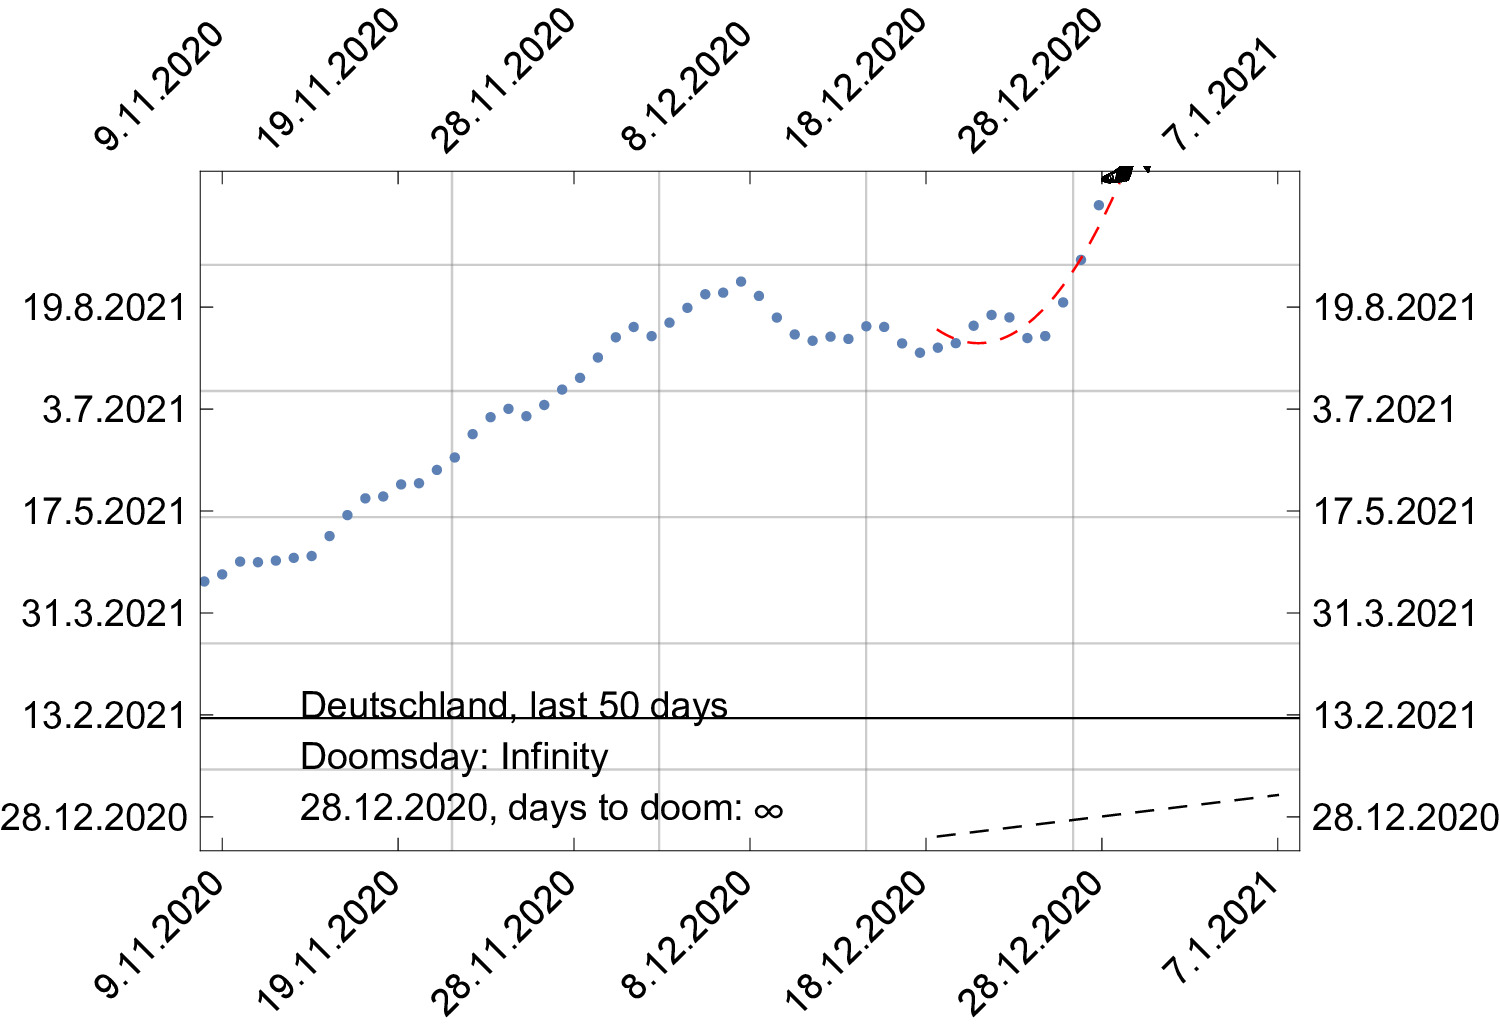 9.11.2020 19.11.2020 28.11.2020 8.12.2020 18.12.2020 28.12.2020 7.1.2021
19.8.2021 19.8.2021
3.7.2021 3.7.2021
17.5.2021 17.5.2021
31.3.2021 31.3.2021
13.2.2021 13.2.2021
Deutschland, last 50 days
Doomsday: Infinity
28.12.2020, days to doom: ∞
28.12.2020 28.12.2020
9.11.2020 19.11.2020 28.11.2020 8.12.2020 18.12.2020 28.12.2020 7.1.2021